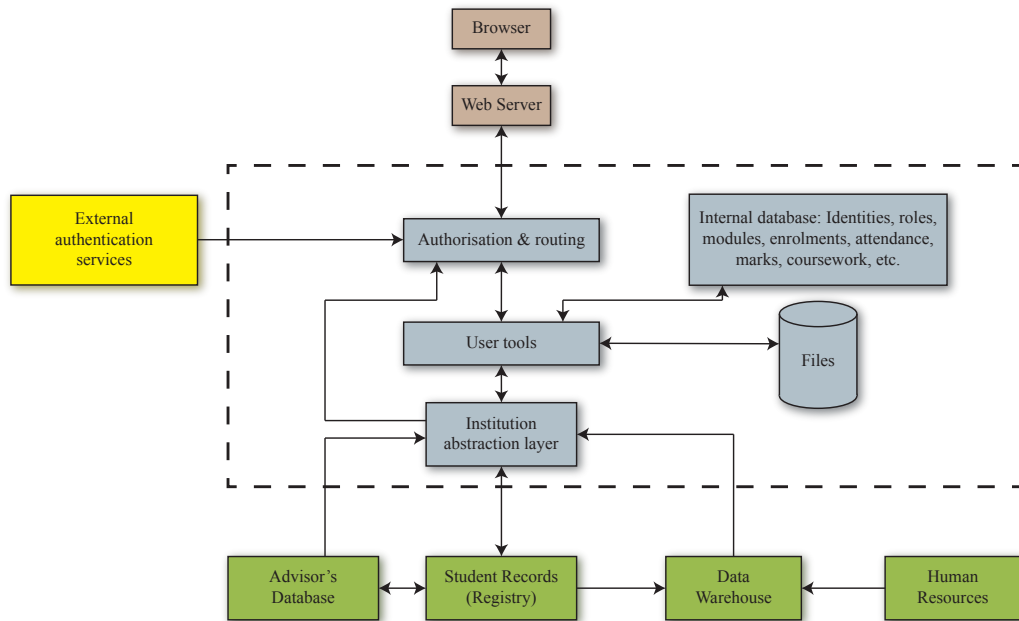 Browser
Web Server
External
authentication
services
Authorisation & routing
Internal database: Identities, roles,
modules, enrolments, attendance,
marks, coursework, etc.
User tools
Files
Institution
abstraction layer
Advisor’s
Database
Student Records
(Registry)
Data
Warehouse
Human
Resources